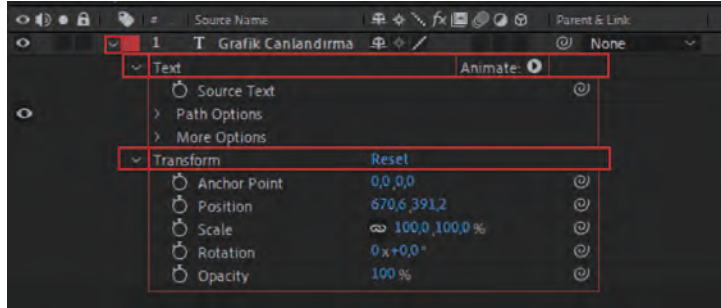 # Source Name fx Parent & Link
1 T Grafik Canlandırma None
Text Animate:
Source Text
Path Options
More Options
Transform Reset
Anchor Point 0,0 ,0,0
Position 670,6 ,391,2
Scale 100,0 ,100,0 %
Rotation 0 x+0,0 °
Opacity 100 %